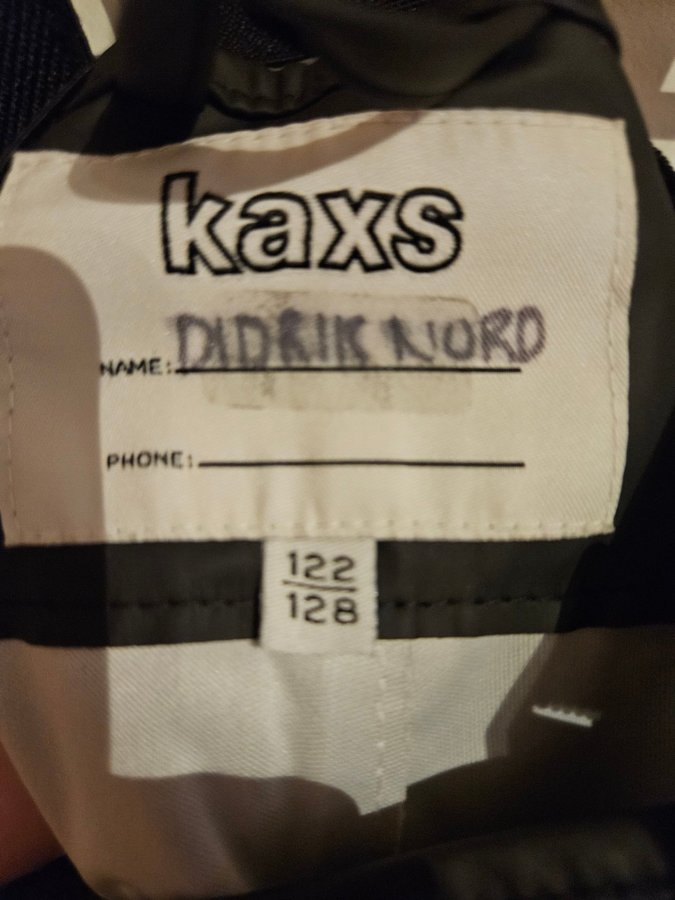 kaxs
DIDRIK NORD
NAME:
PHONE:
122
128